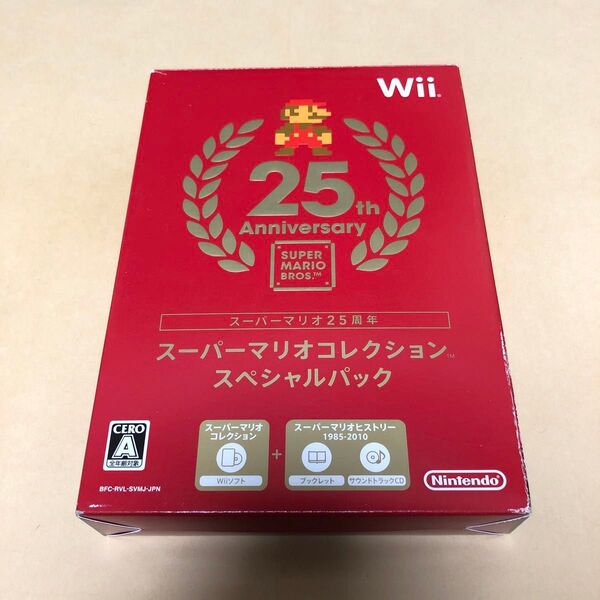 Wii.
25th
Anniversary
SUPER
MARIO
BROS.™
スーパーマリオ25周年
スーパーマリオコレクション™
スペシャルパック
CERO
A
全年齢対象
スーパーマリオ
コレクション
Wiiソフト
+
スーパーマリオヒストリー
1985-2010
ブックレット
サウンドトラックCD
BFC-RVL-SVMJ-JPN
Nintendo